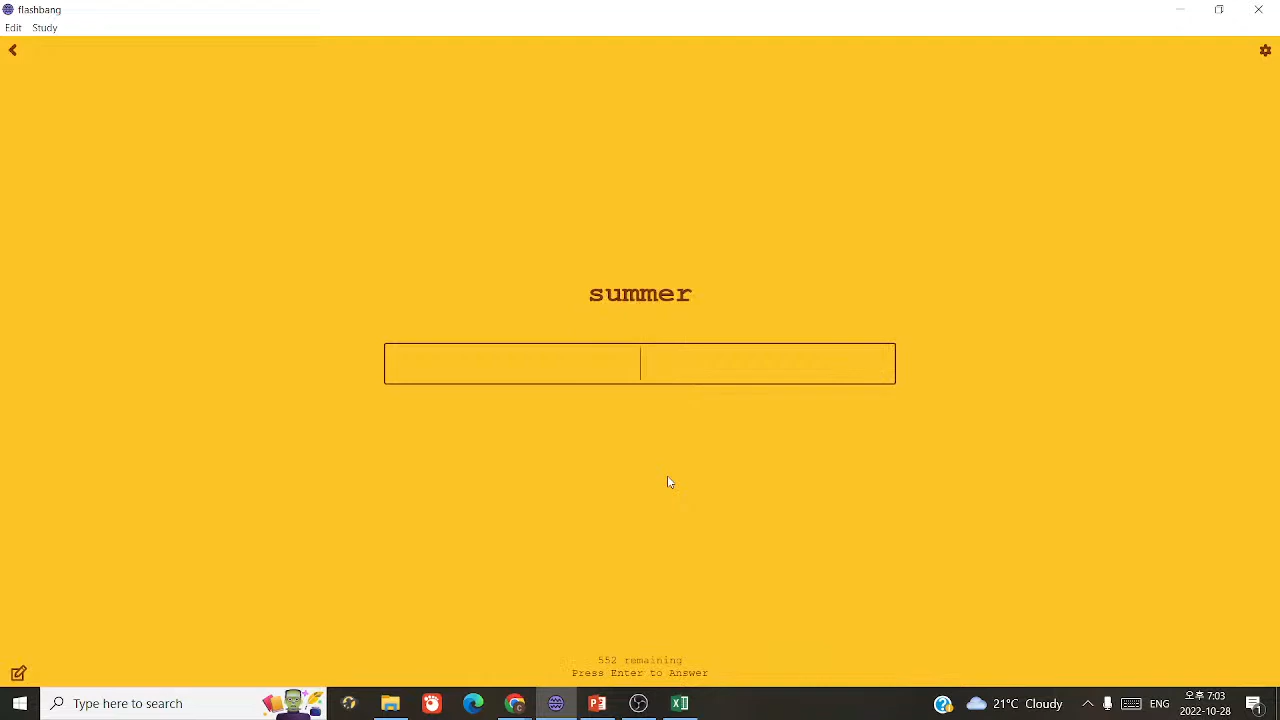 flashbang
Edit Study
summer
552 remaining
Press Enter to Answer
Type here to search
21°C Cloudy
ENG
오후 7:03
2022-10-28
1